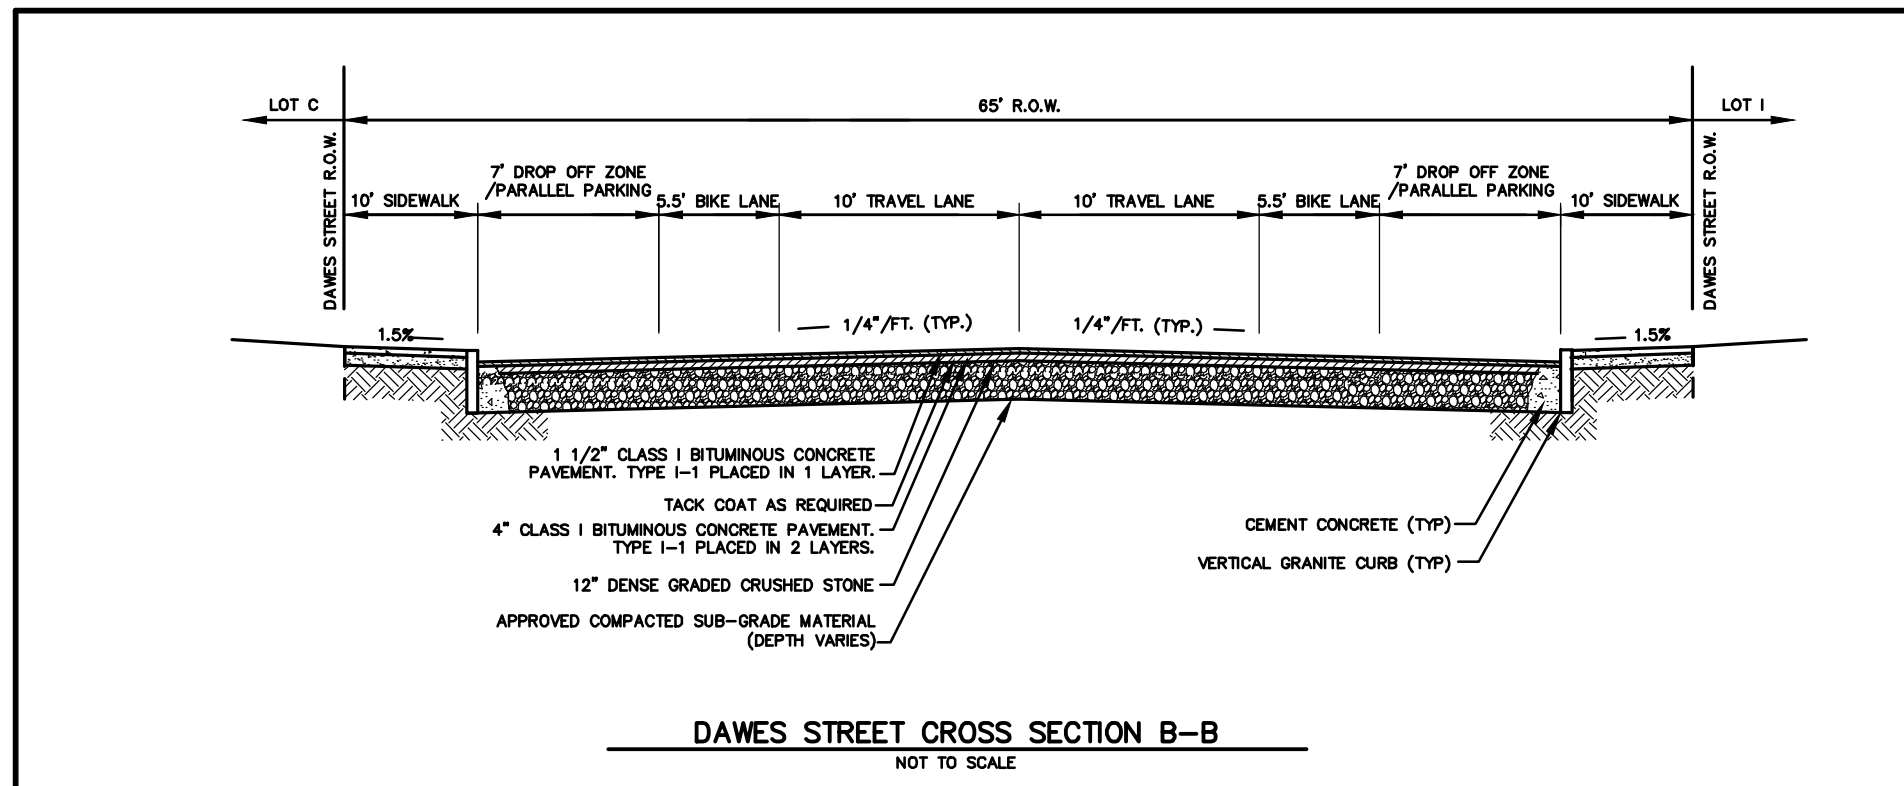 LOT C
65' R.O.W.
LOT I
DAWES STREET R.O.W.
10' SIDEWALK
7' DROP OFF ZONE
/PARALLEL PARKING
5.5' BIKE LANE
10' TRAVEL LANE
10' TRAVEL LANE
5.5' BIKE LANE
7' DROP OFF ZONE
/PARALLEL PARKING
10' SIDEWALK
DAWES STREET R.O.W.
1.5%
1/4"/FT. (TYP.)
1/4"/FT. (TYP.)
1.5%
1 1/2" CLASS I BITUMINOUS CONCRETE
PAVEMENT. TYPE I-1 PLACED IN 1 LAYER.
TACK COAT AS REQUIRED
4" CLASS I BITUMINOUS CONCRETE PAVEMENT.
TYPE I-1 PLACED IN 2 LAYERS.
12" DENSE GRADED CRUSHED STONE
APPROVED COMPACTED SUB-GRADE MATERIAL
(DEPTH VARIES)
CEMENT CONCRETE (TYP)
VERTICAL GRANITE CURB (TYP)
DAWES STREET CROSS SECTION B-B
NOT TO SCALE